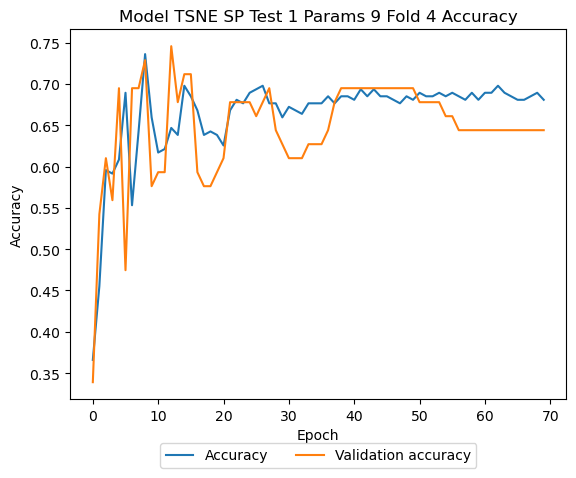 Model TSNE SP Test 1 Params 9 Fold 4 Accuracy
0.75
0.70
0.65
0.60
0.55
0.50
0.45
0.40
0.35
Accuracy
0 10 20 30 40 50 60 70
Epoch
Accuracy Validation accuracy